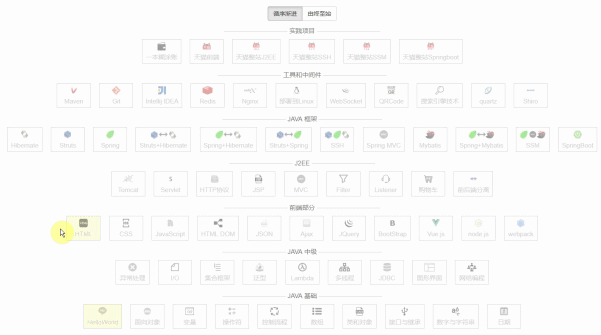 循序渐进 由终至始
实践项目
一本糊涂账 天猫前端 天猫整站J2EE 天猫整站SSH 天猫整站SSM 天猫整站Springboot
工具和中间件
Maven Git Intellij IDEA Redis Nginx 部署到Linux WebSocket QRCode 搜索引擎技术 quartz Shiro
JAVA 框架
Hibernate Struts Spring Struts+Hibernate Spring+Hibernate Struts+Spring SSH Spring MVC Mybatis Spring+Mybatis SSM SpringBoot
J2EE
Tomcat Servlet HTTP协议 JSP MVC Filter Listener 购物车
前端部分
HTML CSS JavaScript HTML DOM JSON Ajax JQuery BootStrap Vue.js node.js webpack
JAVA 中级
异常处理 I/O 集合框架 泛型 Lambda 多线程 JDBC 图形界面 网络编程
JAVA 基础
HelloWorld 面向对象 变量 操作符 控制流程 数组 类和对象 接口与继承 数字与字符串 日期